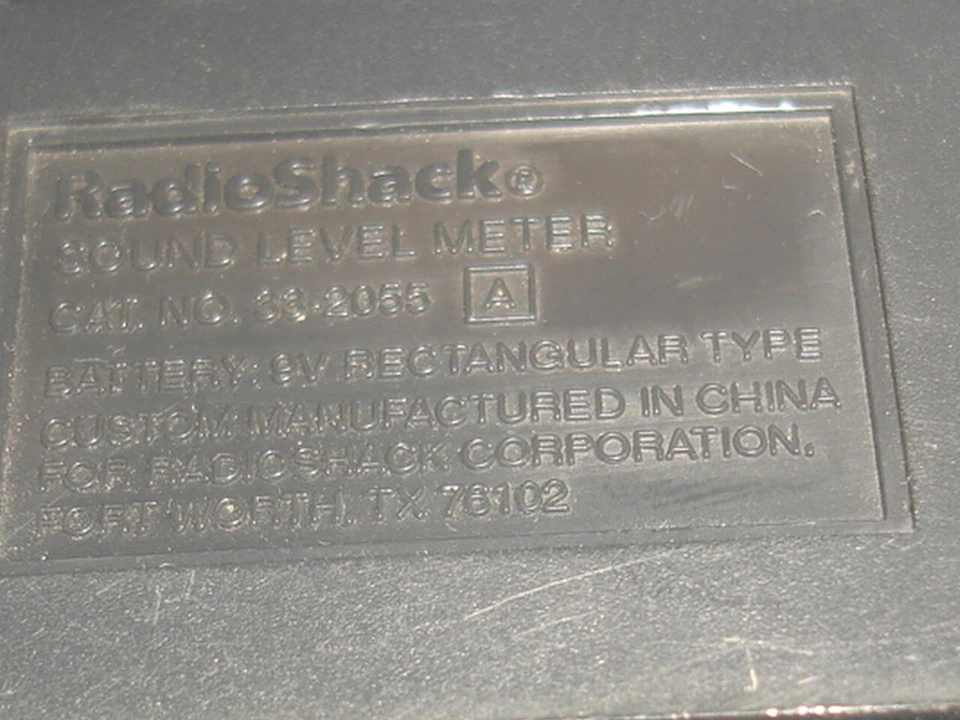 RadioShack®
SOUND LEVEL METER
CAT. NO. 33-2055 A
BATTERY: 9V RECTANGULAR TYPE
CUSTOM MANUFACTURED IN CHINA
FOR RADIOSHACK CORPORATION.
FORT WORTH, TX 76102